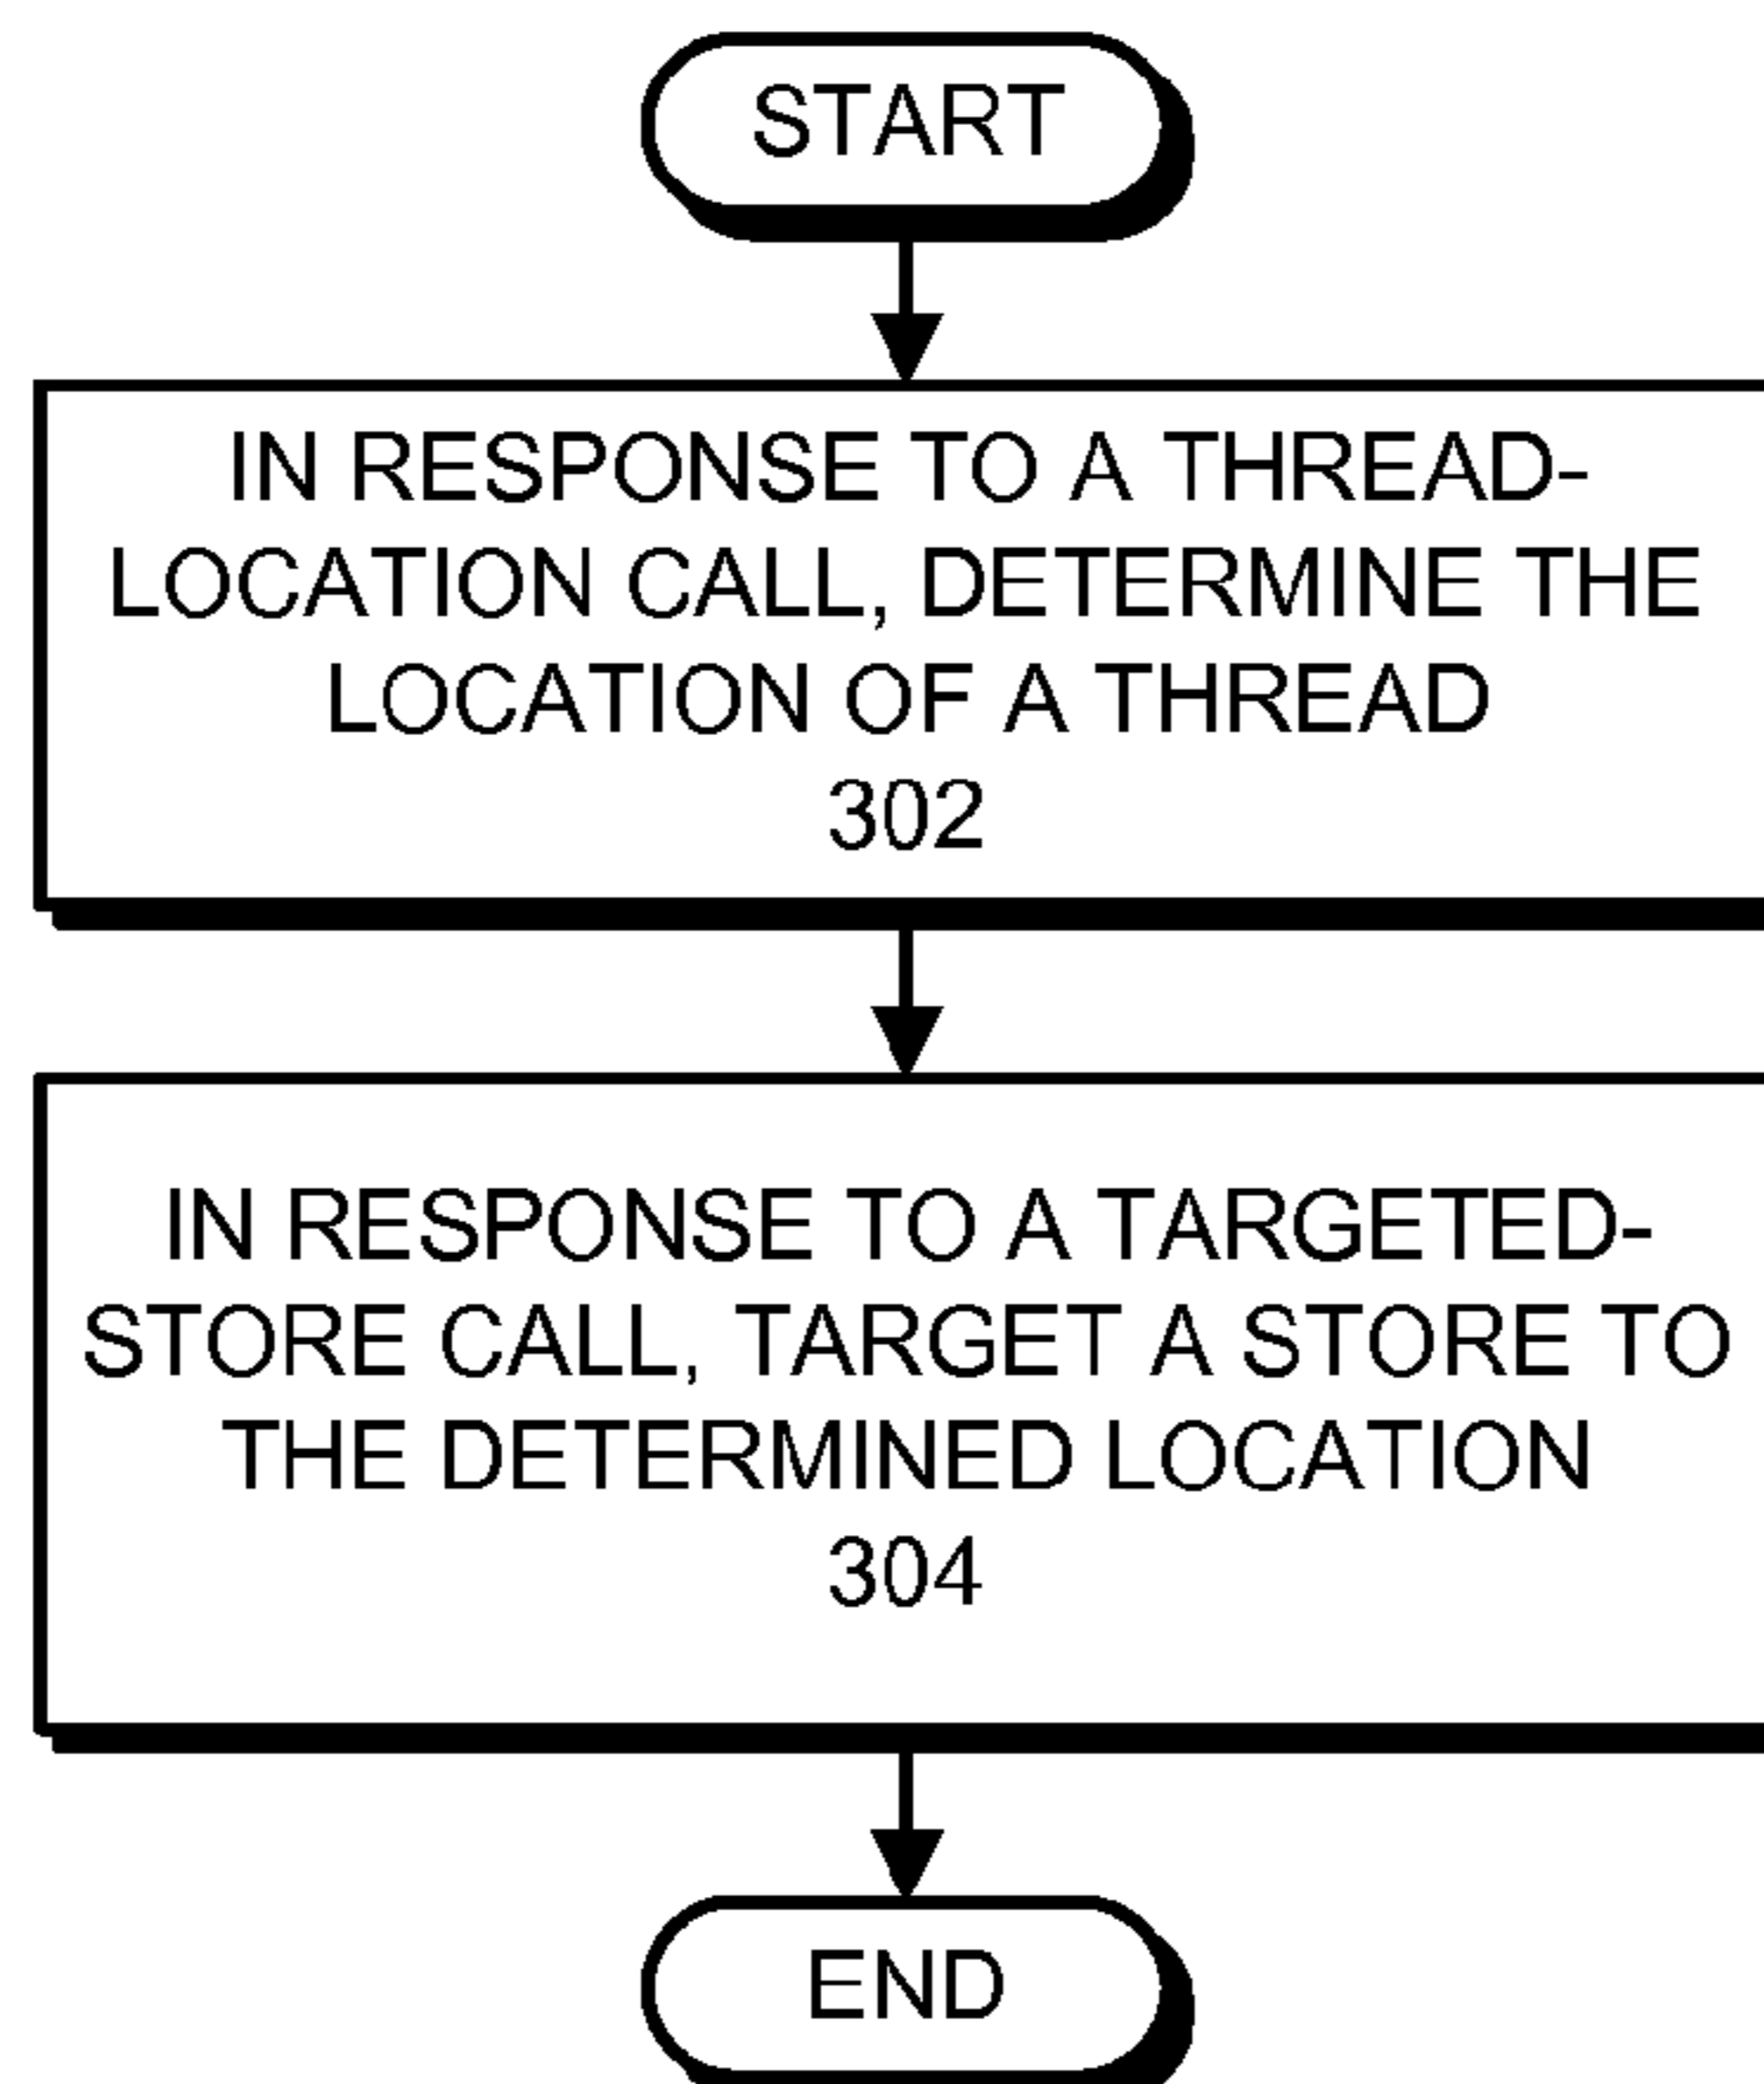 START
IN RESPONSE TO A THREAD-
LOCATION CALL, DETERMINE THE
LOCATION OF A THREAD
302
IN RESPONSE TO A TARGETED-
STORE CALL, TARGET A STORE TO
THE DETERMINED LOCATION
304
END